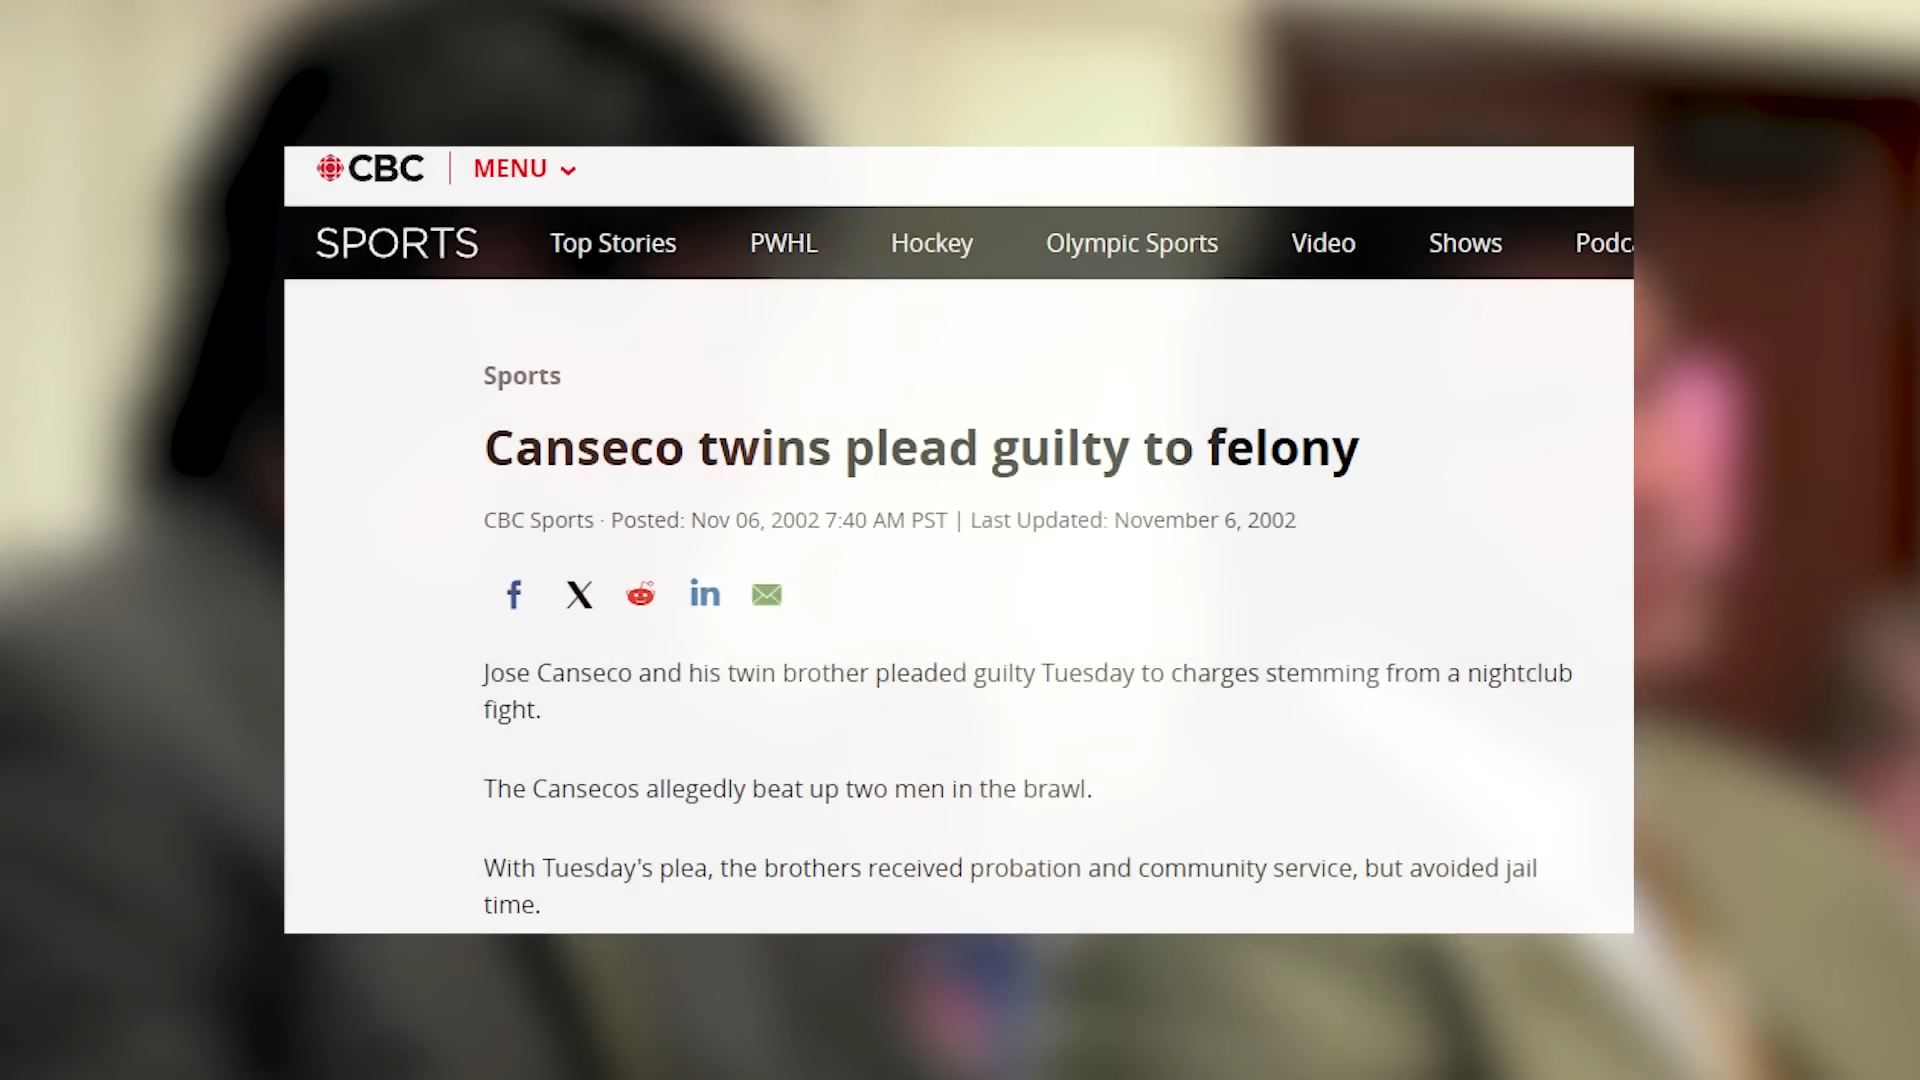 CBC MENU
SPORTS Top Stories PWHL Hockey Olympic Sports Video Shows Podc
Sports
Canseco twins plead guilty to felony
CBC Sports · Posted: Nov 06, 2002 7:40 AM PST | Last Updated: November 6, 2002
Jose Canseco and his twin brother pleaded guilty Tuesday to charges stemming from a nightclub
fight.
The Cansecos allegedly beat up two men in the brawl.
With Tuesday's plea, the brothers received probation and community service, but avoided jail
time.